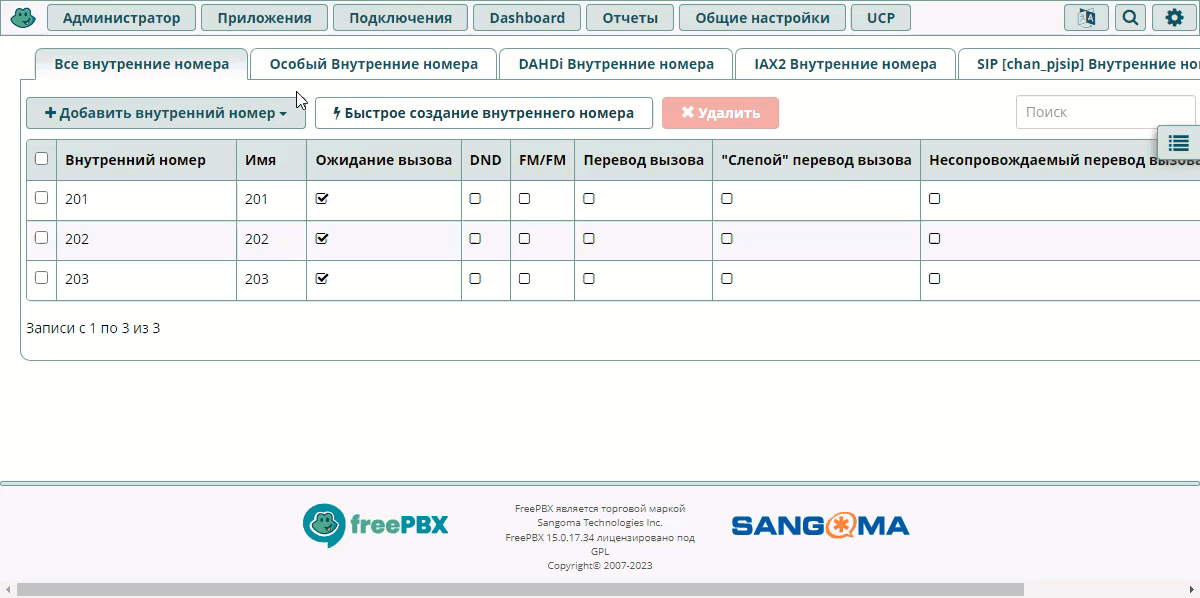 Администратор Приложения Подключения Dashboard Отчеты Общие настройки UCP
Все внутренние номера Особый Внутренние номера DAHDi Внутренние номера IAX2 Внутренние номера SIP [chan_pjsip] Внутренние
Добавить внутренний номер Быстрое создание внутреннего номера Удалить Поиск
Внутренний номер Имя Ожидание вызова DND FM/FM Перевод вызова "Слепой" перевод вызова Несопровождаемый перевод вызова
201 201
202 202
203 203
Записи с 1 по 3 из 3
freePBX
FreePBX является торговой маркой
Sangoma Technologies Inc.
FreePBX 15.0.17.34 лицензировано под
GPL
Copyright© 2007-2023
SANGOMA